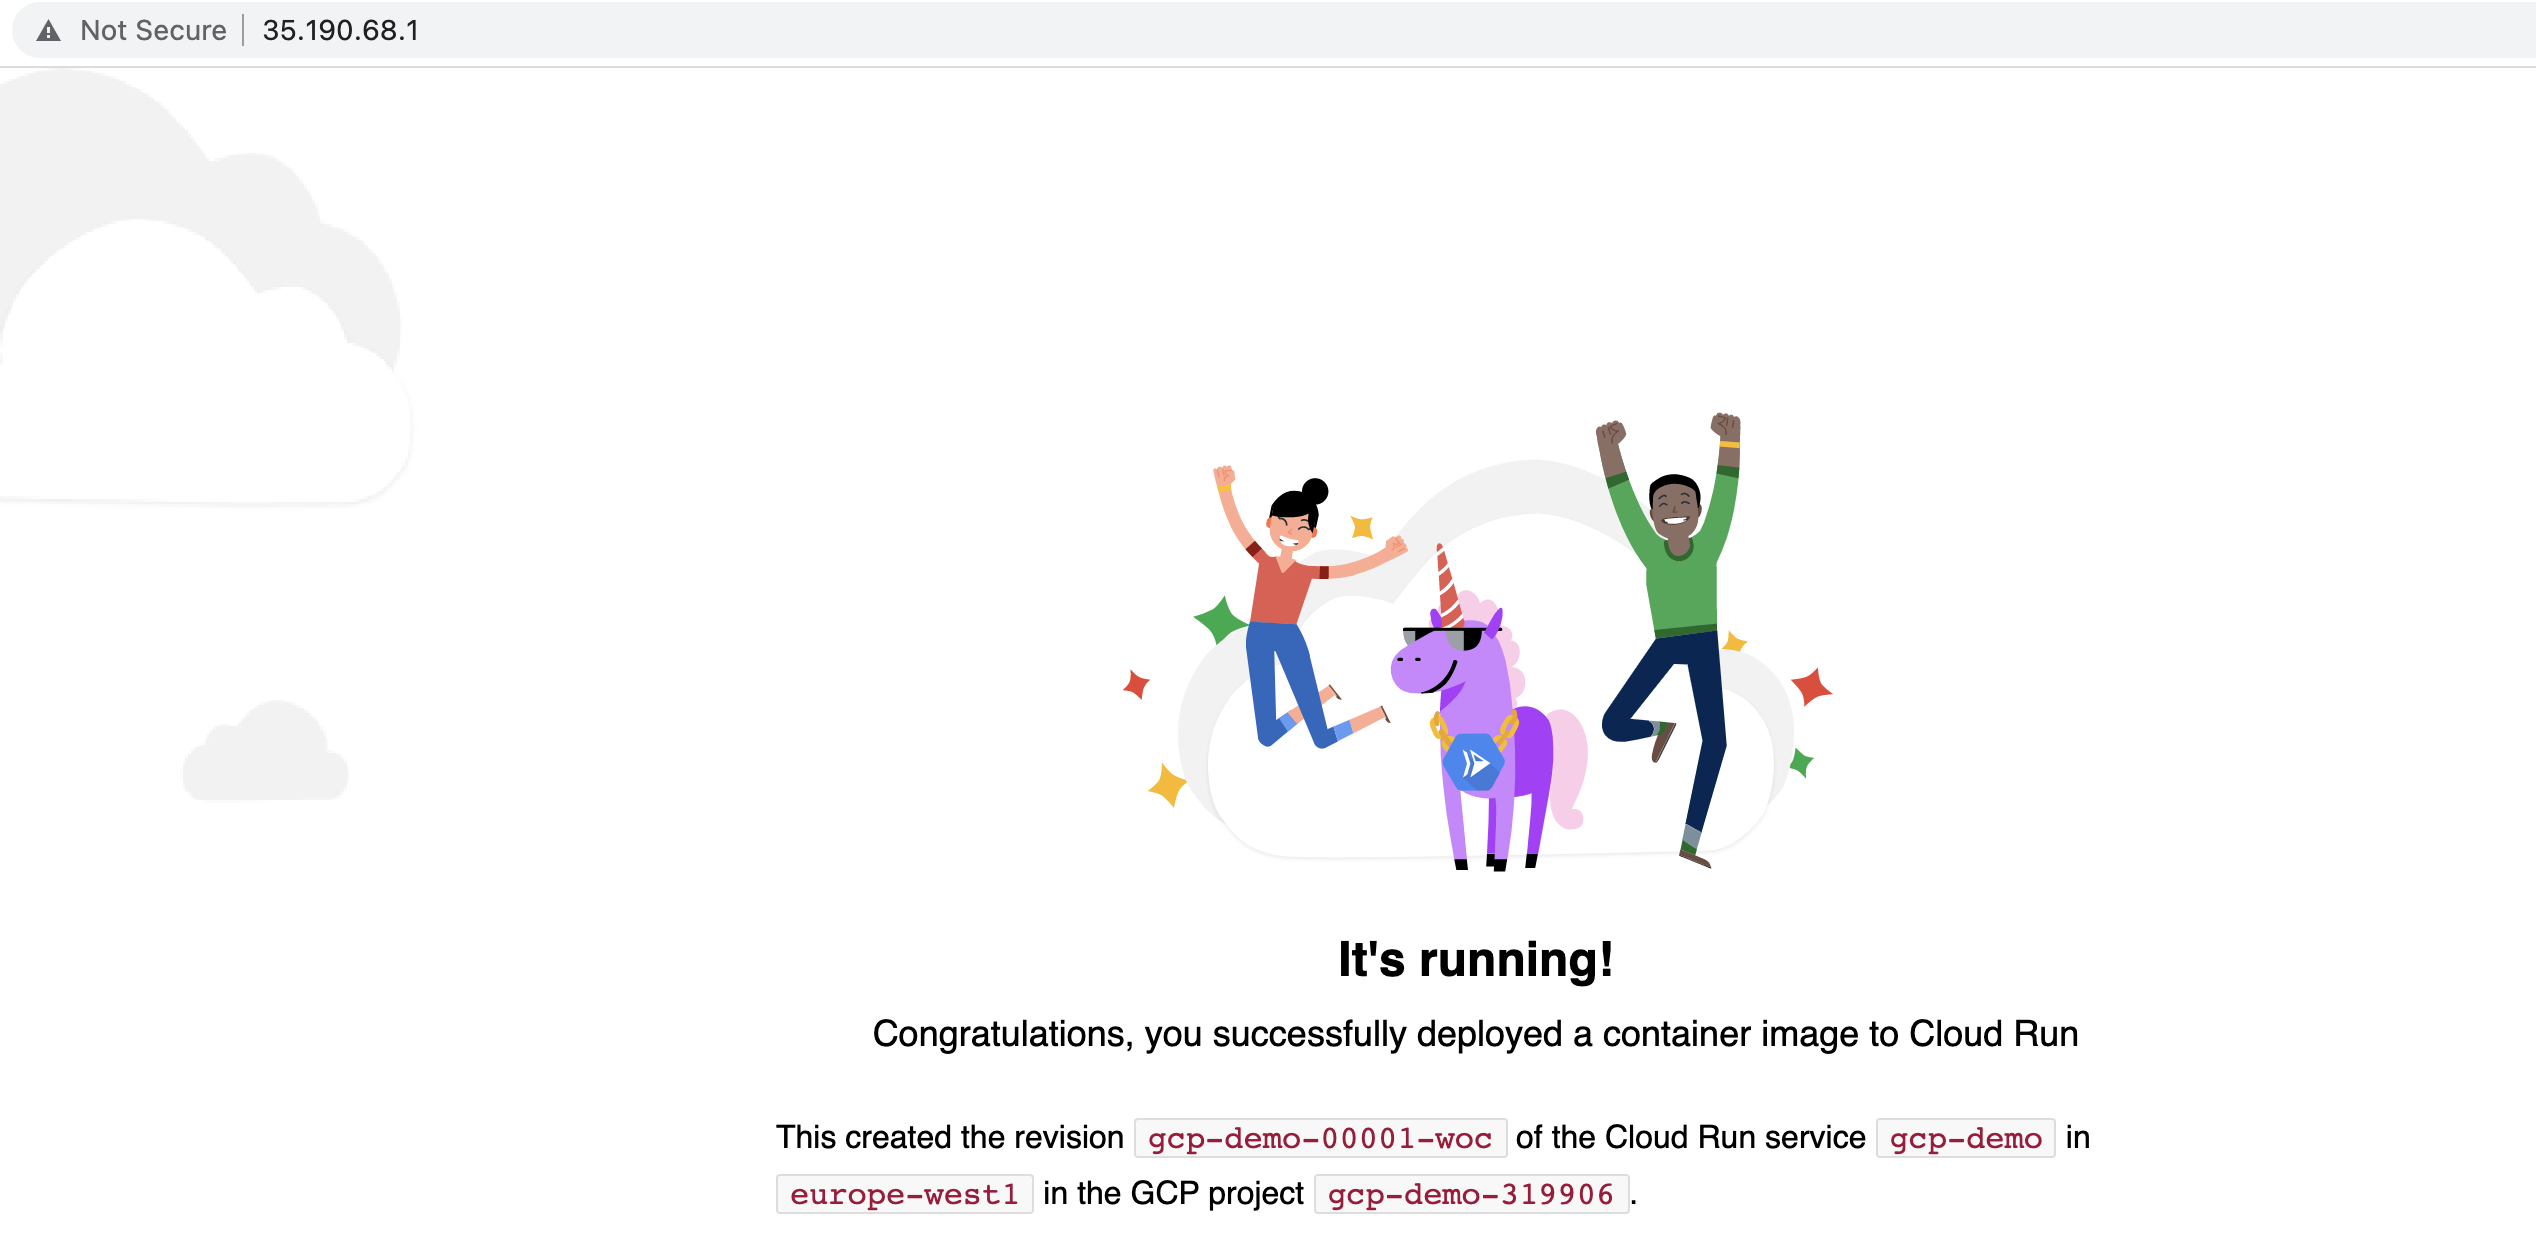 Not Secure | 35.190.68.1
It's running!
Congratulations, you successfully deployed a container image to Cloud Run
This created the revision gcp-demo-00001-woc of the Cloud Run service gcp-demo in
europe-west1 in the GCP project gcp-demo-319906.